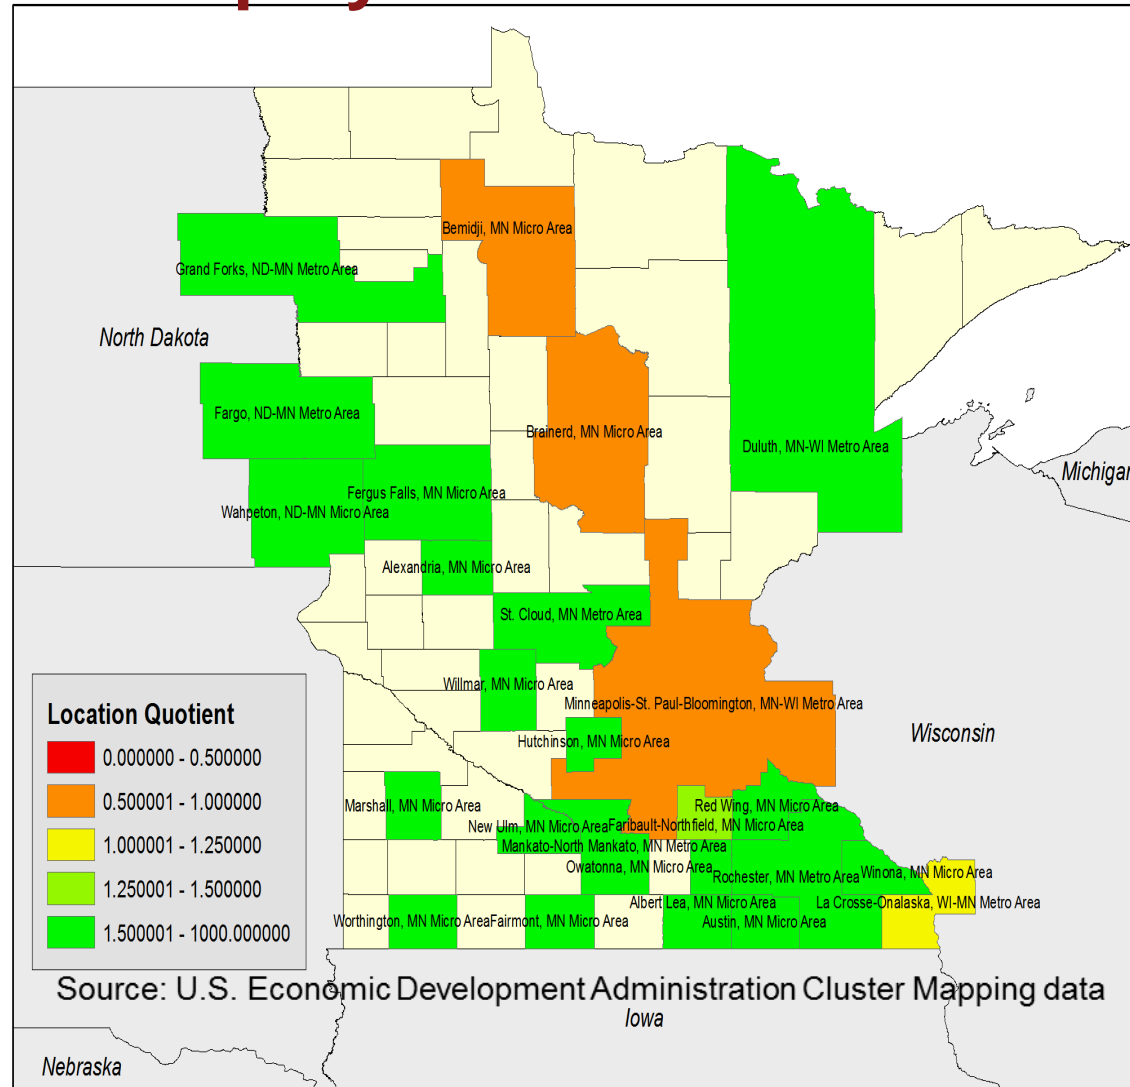 Bemidji, MN Micro Area
Grand Forks, ND-MN Metro Area
North Dakota
Fargo, ND-MN Metro Area
Brainerd, MN Micro Area
Duluth, MN-WI Metro Area
Michigan
Fergus Falls, MN Micro Area
Wahpeton, ND-MN Micro Area
Alexandria, MN Micro Area
St. Cloud, MN Metro Area
Willmar, MN Micro Area
Minneapolis-St. Paul-Bloomington, MN-WI Metro Area
Wisconsin
Hutchinson, MN Micro Area
Location Quotient
0.000000 - 0.500000
0.500001 - 1.000000
1.000001 - 1.250000
1.250001 - 1.500000
1.500001 - 1000.000000
Marshall, MN Micro Area
Red Wing, MN Micro Area
New Ulm, MN Micro Area
Faribault-Northfield, MN Micro Area
Mankato-North Mankato, MN Metro Area
Owatonna, MN Micro Area
Rochester, MN Metro Area
Winona, MN Micro Area
Albert Lea, MN Micro Area
La Crosse-Onalaska, WI-MN Metro Area
Worthington, MN Micro Area
Fairmont, MN Micro Area
Austin, MN Micro Area
Source: U.S. Economic Development Administration Cluster Mapping data
Iowa
Nebraska